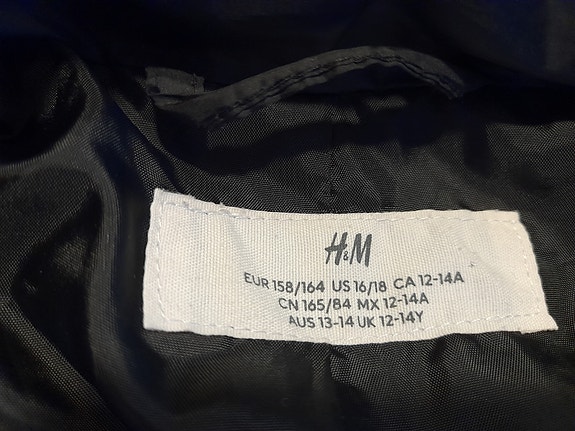 H&M
EUR 158/164 US 16/18 CA 12-14A
CN 165/84 MX 12-14A
AUS 13-14 UK 12-14Y